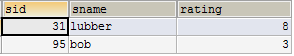 sid sname rating
31 lubber 8
95 bob 3